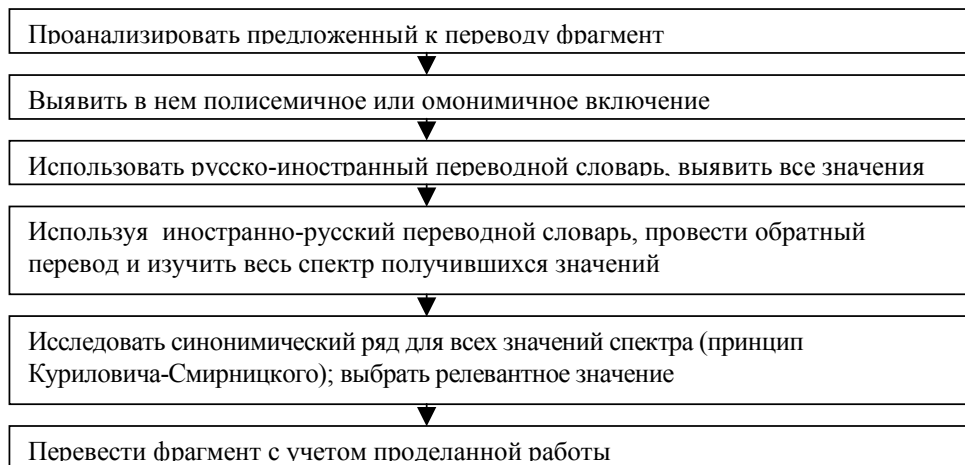 Проанализировать предложенный к переводу фрагмент
Выявить в нем полисемичное или омонимичное включение
Использовать русско-иностранный переводной словарь, выявить все значения
Используя иностранно-русский переводной словарь, провести обратный
перевод и изучить весь спектр получившихся значений
Исследовать синонимический ряд для всех значений спектра (принцип
Куриловича-Смирницкого); выбрать релевантное значение
Перевести фрагмент с учетом проделанной работы